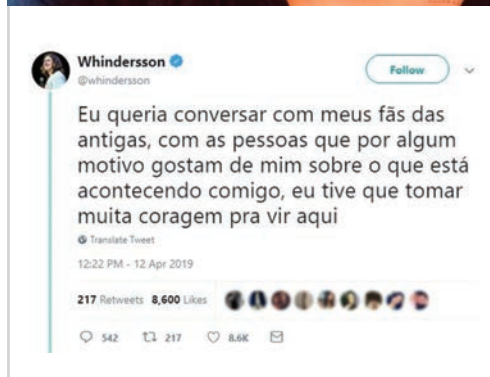 Whindersson
@whindersson
Follow
Eu queria conversar com meus fãs das
antigas, com as pessoas que por algum
motivo gostam de mim sobre o que está
acontecendo comigo, eu tive que tomar
muita coragem pra vir aqui
Translate Tweet
12:22 PM - 12 Apr 2019
217 Retweets 8,600 Likes
542 217 8.6K